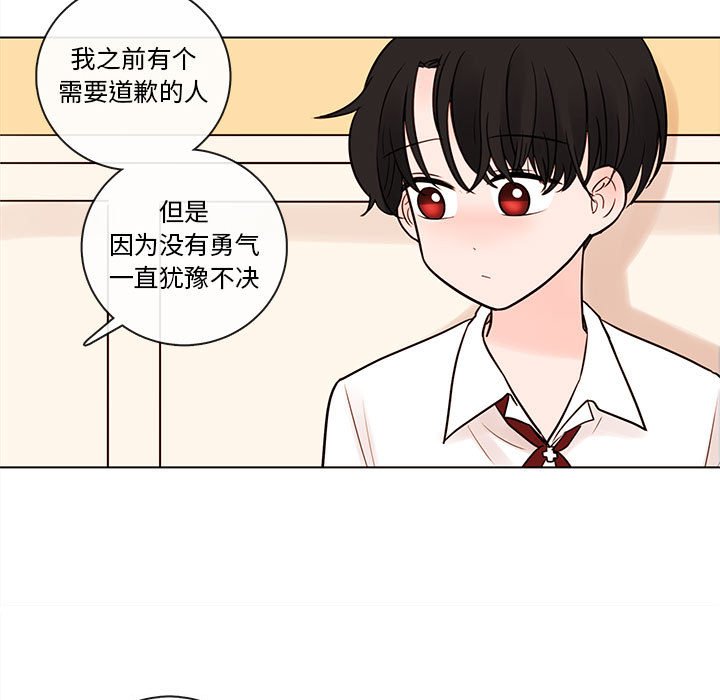 我之前有个
需要道歉的人
但是
因为没有勇气
一直犹豫不决